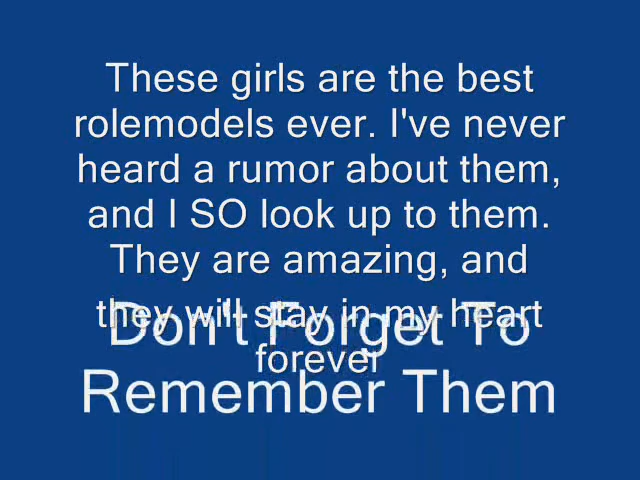 These girls are the best
rolemodels ever. I've never
heard a rumor about them,
and I SO look up to them.
They are amazing, and
they will stay in my heart
forever
Don't Forget To
Remember Them